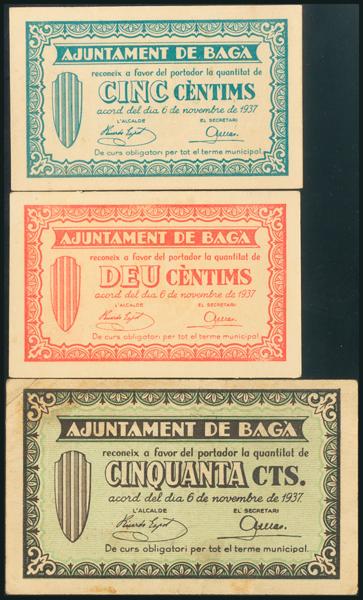 AJUNTAMENT DE BAGÀ
reconeix a favor del portador la quantitat de
CINC CÈNTIMS
acord del dia 6 de novembre de 1937
L'ALCALDE EL SECRETARI
De curs obligatori per tot el terme municipal.
AJUNTAMENT DE BAGÀ
reconeix a favor del portador la quantitat de
DEU CÈNTIMS
acord del dia 6 de novembre de 1937
L'ALCALDE EL SECRETARI
De curs obligatori per tot el terme municipal.
AJUNTAMENT DE BAGÀ
reconeix a favor del portador la quantitat de
CINQUANTA CTS.
acord del dia 6 de novembre de 1937.
L'ALCALDE EL SECRETARI
De curs obligatori per tot el terme municipal.